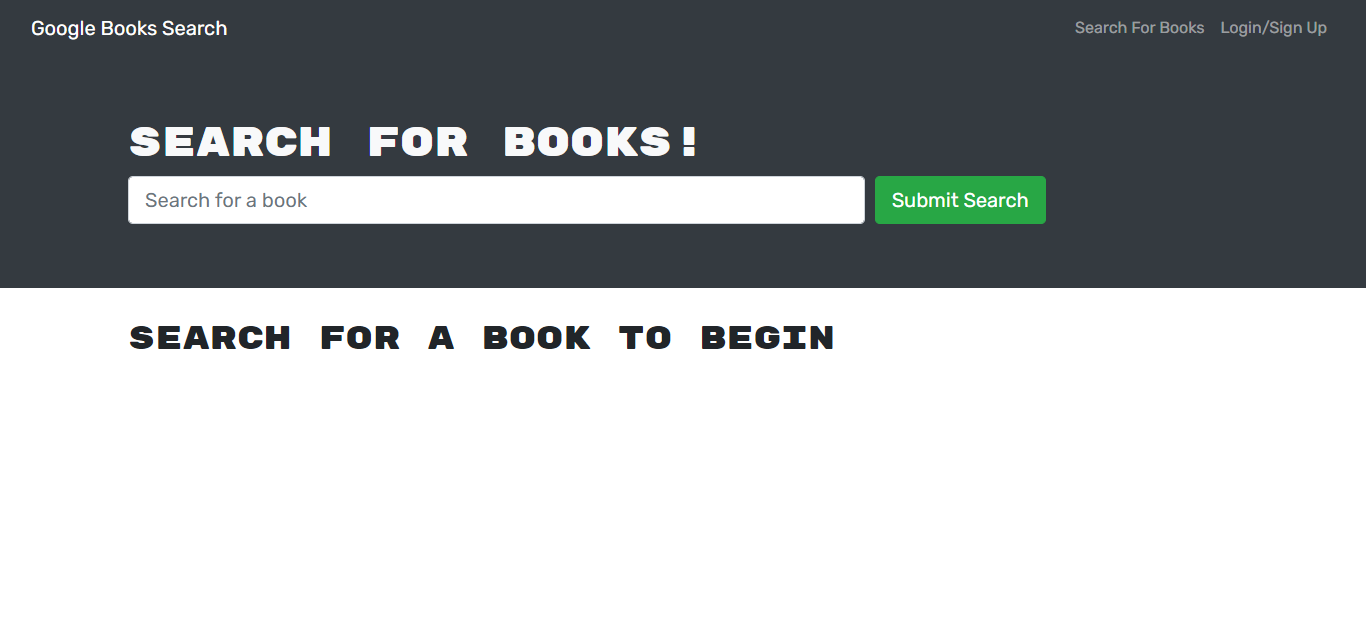 Google Books Search
Search For Books
Login/Sign Up
SEARCH FOR BOOKS!
Search for a book
Submit Search
SEARCH FOR A BOOK TO BEGIN